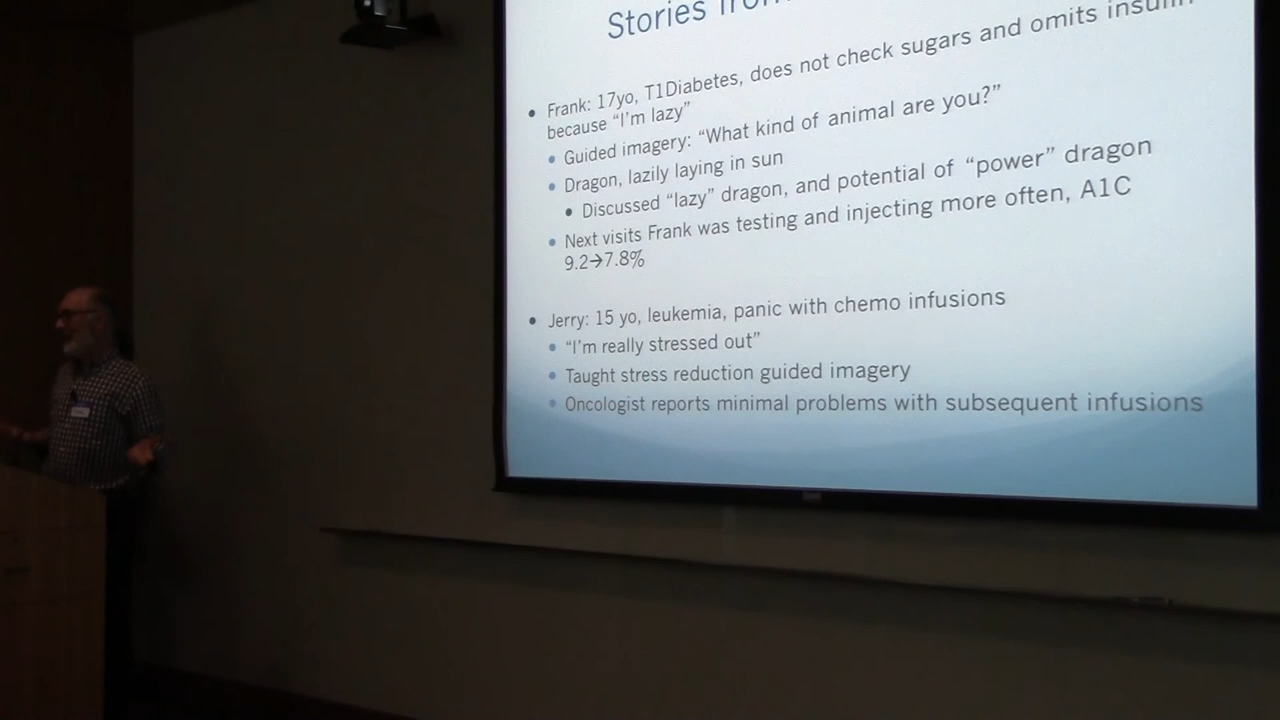 Stories from
• Frank: 17yo, T1Diabetes, does not check sugars and omits insulin
because “I’m lazy”
• Guided imagery: “What kind of animal are you?”
• Dragon, lazily laying in sun
• Discussed “lazy” dragon, and potential of “power” dragon
• Next visits Frank was testing and injecting more often, A1C
9.2→7.8%
• Jerry: 15 yo, leukemia, panic with chemo infusions
• “I’m really stressed out”
• Taught stress reduction guided imagery
• Oncologist reports minimal problems with subsequent infusions